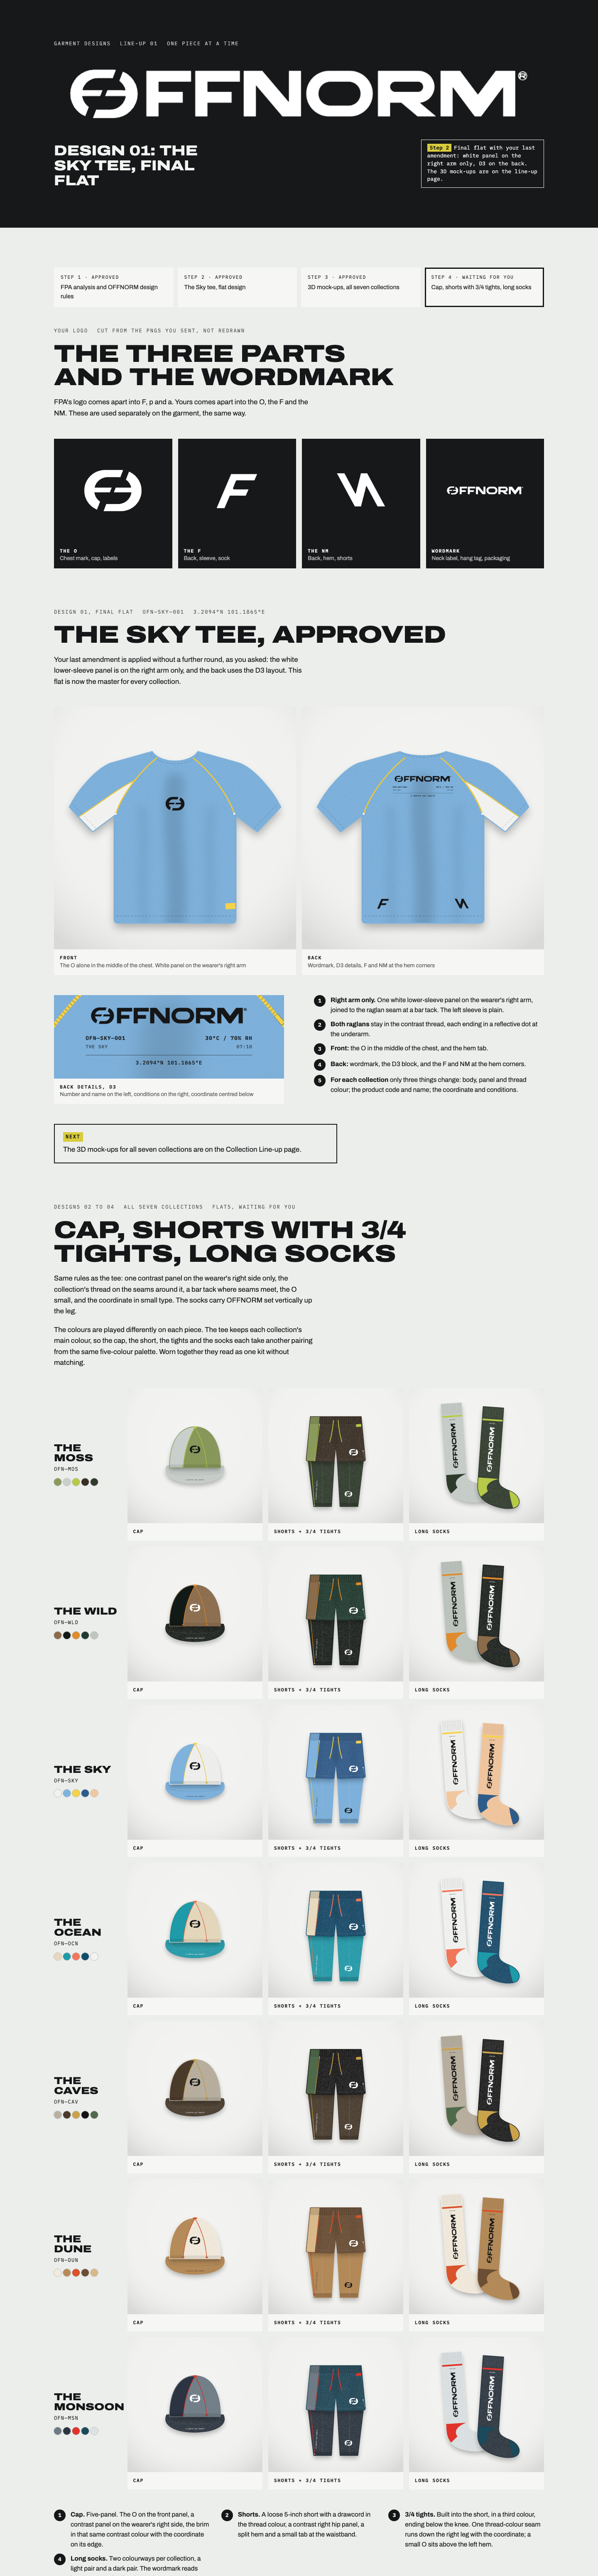 GARMENT DESIGNS LINE-UP 01 ONE PIECE AT A TIME
OFFNORM®
DESIGN 01: THE
SKY TEE, FINAL
FLAT
Step 2 Final flat with your last
amendment: white panel on the
right arm only, D3 on the back.
The 3D mock-ups are on the line-up
page.
STEP 1 · APPROVED
FPA analysis and OFFNORM design
rules
STEP 2 · APPROVED
The Sky tee, flat design
STEP 3 · APPROVED
3D mock-ups, all seven collections
STEP 4 · WAITING FOR YOU
Cap, shorts with 3/4 tights, long socks
YOUR LOGO CUT FROM THE PNGS YOU SENT, NOT REDRAWN
THE THREE PARTS
AND THE WORDMARK
FPA's logo comes apart into F, p and a. Yours comes apart into the O, the F and the
NM. These are used separately on the garment, the same way.
THE O
Chest mark, cap, labels
F
THE F
Back, sleeve, sock
THE NM
Back, hem, shorts
OFFNORM
WORDMARK
Neck label, hang tag, packaging
DESIGN 01, FINAL FLAT OFN-SKY-001 3.2094°N 101.1865°E
THE SKY TEE, APPROVED
Your last amendment is applied without a further round, as you asked: the white
lower-sleeve panel is on the right arm only, and the back uses the D3 layout. This
flat is now the master for every collection.
OFFNORM
F
FRONT
The O alone in the middle of the chest. White panel on the wearer's right arm
BACK
Wordmark, D3 details, F and NM at the hem corners
OFFNORM
OFN-SKY-001 30°C / 70% RH
THE SKY 07:10
3.2094°N 101.1865°E
BACK DETAILS, D3
Number and name on the left, conditions on the right, coordinate centred below
1 Right arm only. One white lower-sleeve panel on the wearer's right arm,
joined to the raglan seam at a bar tack. The left sleeve is plain.
2 Both raglans stay in the contrast thread, each ending in a reflective dot at
the underarm.
3 Front: the O in the middle of the chest, and the hem tab.
4 Back: wordmark, the D3 block, and the F and NM at the hem corners.
5 For each collection only three things change: body, panel and thread
colour; the product code and name; the coordinate and conditions.
NEXT
The 3D mock-ups for all seven collections are on the Collection Line-up page.
DESIGNS 02 TO 04 ALL SEVEN COLLECTIONS FLATS, WAITING FOR YOU
CAP, SHORTS WITH 3/4
TIGHTS, LONG SOCKS
Same rules as the tee: one contrast panel on the wearer's right side only, the
collection's thread on the seams around it, a bar tack where seams meet, the O
small, and the coordinate in small type. The socks carry OFFNORM set vertically up
the leg.
The colours are played differently on each piece. The tee keeps each collection's
main colour, so the cap, the short, the tights and the socks each take another pairing
from the same five-colour palette. Worn together they read as one kit without
matching.
THE
MOSS
OFN-MOS
OFFNORM
OFFNORM
CAP
SHORTS + 3/4 TIGHTS
LONG SOCKS
THE WILD
OFN-WLD
OFFNORM
OFFNORM
CAP
SHORTS + 3/4 TIGHTS
LONG SOCKS
THE SKY
OFN-SKY
OFFNORM
OFFNORM
CAP
SHORTS + 3/4 TIGHTS
LONG SOCKS
THE
OCEAN
OFN-OCN
OFFNORM
OFFNORM
CAP
SHORTS + 3/4 TIGHTS
LONG SOCKS
THE
CAVES
OFN-CAV
OFFNORM
OFFNORM
CAP
SHORTS + 3/4 TIGHTS
LONG SOCKS
THE
DUNE
OFN-DUN
OFFNORM
OFFNORM
CAP
SHORTS + 3/4 TIGHTS
LONG SOCKS
THE
MONSOON
OFN-MSN
OFFNORM
OFFNORM
CAP
SHORTS + 3/4 TIGHTS
LONG SOCKS
1 Cap. Five-panel. The O on the front panel, a
contrast panel on the wearer's right side, the brim
in that same contrast colour with the coordinate
on its edge.
2 Shorts. A loose 5-inch short with a drawcord in
the thread colour, a contrast right hip panel, a
split hem and a small tab at the waistband.
3 3/4 tights. Built into the short, in a third colour,
ending below the knee. One thread-colour seam
runs down the right leg with the coordinate; a
small O sits above the left hem.
4 Long socks. Two colourways per collection, a
light pair and a dark pair. The wordmark reads